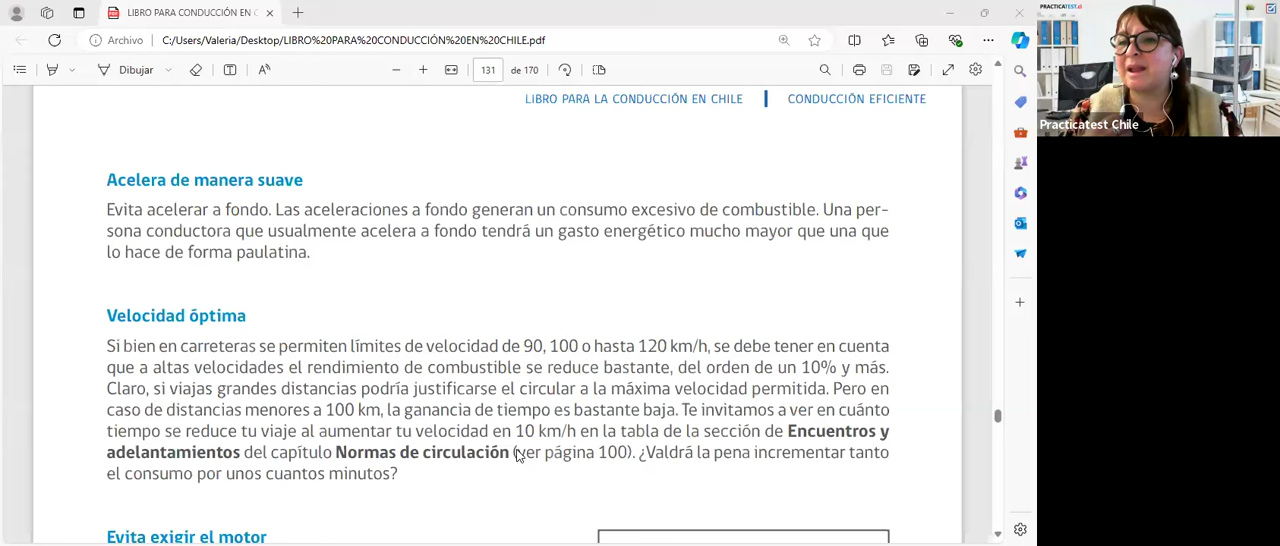 LIBRO PARA CONDUCCIÓN EN C
Archivo
C:/Users/Valeria/Desktop/LIBRO%20PARA%20CONDUCCIÓN%20EN%20CHILE.pdf
Dibujar
131 de 170
PRACTICATEST.cl
Practicatest Chile
LIBRO PARA LA CONDUCCIÓN EN CHILE | CONDUCCIÓN EFICIENTE
Acelera de manera suave
Evita acelerar a fondo. Las aceleraciones a fondo generan un consumo excesivo de combustible. Una per-
sona conductora que usualmente acelera a fondo tendrá un gasto energético mucho mayor que una que
lo hace de forma paulatina.
Velocidad óptima
Si bien en carreteras se permiten límites de velocidad de 90, 100 o hasta 120 km/h, se debe tener en cuenta
que a altas velocidades el rendimiento de combustible se reduce bastante, del orden de un 10% y más.
Claro, si viajas grandes distancias podría justificarse el circular a la máxima velocidad permitida. Pero en
caso de distancias menores a 100 km, la ganancia de tiempo es bastante baja. Te invitamos a ver en cuánto
tiempo se reduce tu viaje al aumentar tu velocidad en 10 km/h en la tabla de la sección de Encuentros y
adelantamientos del capítulo Normas de circulación (ver página 100). ¿Valdrá la pena incrementar tanto
el consumo por unos cuantos minutos?
Evita exigir el motor